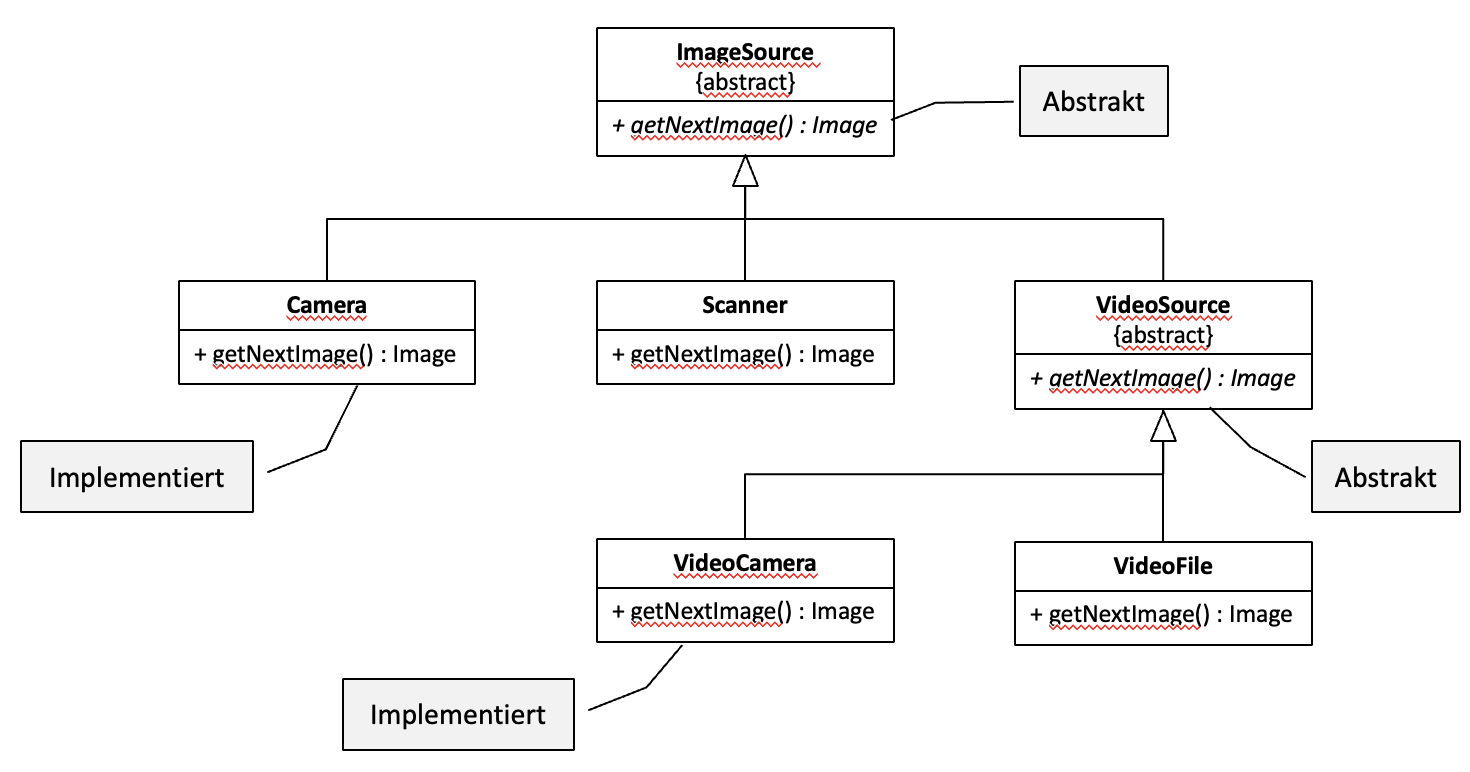 ImageSource
{abstract}
+ getNextImage() : Image
Abstrakt
Camera
+ getNextImage() : Image
Scanner
+ getNextImage() : Image
VideoSource
{abstract}
+ getNextImage() : Image
Implementiert
Abstrakt
VideoCamera
+ getNextImage() : Image
VideoFile
+ getNextImage() : Image
Implementiert